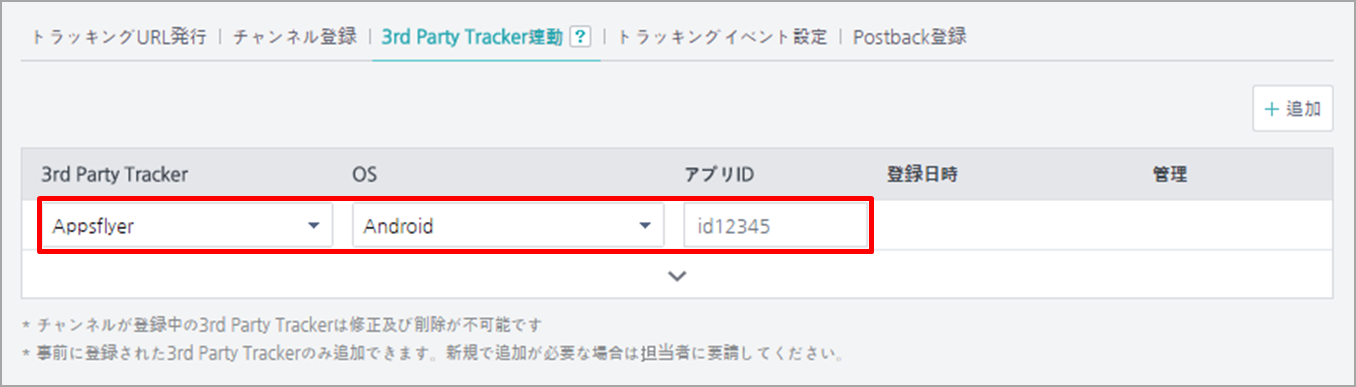 トラッキングURL発行 | チャンネル登録 | 3rd Party Tracker連動 ? | トラッキングイベント設定 | Postback登録
+ 追加
3rd Party Tracker OS アプリID 登録日時 管理
Appsflyer Android id12345
* チャンネルが登録中の3rd Party Trackerは修正及び削除が不可能です
* 事前に登録された3rd Party Trackerのみ追加できます。新規で追加が必要な場合は担当者に要請してください。